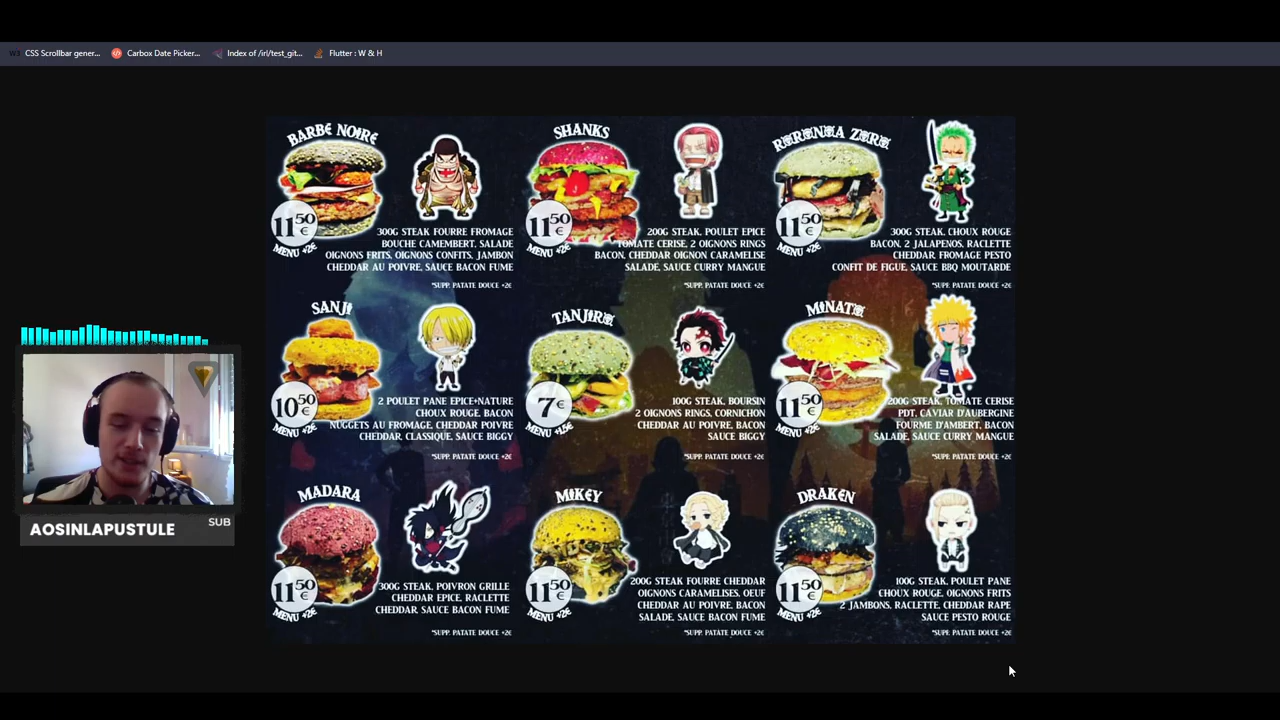 CSS Scrollbar gener...
Carbox Date Picker...
Index of /irl/test_git...
Flutter : W & H
BARBE NOIRE
11 50 €
MENU +2€
300G STEAK FOURRE FROMAGE
BOUCHE CAMEMBERT, SALADE
OIGNONS FRITS, OIGNONS CONFITS, JAMBON
CHEDDAR AU POIVRE, SAUCE BACON FUME
SHANKS
11 50 €
MENU +2€
200G STEAK, POULET EPICE
TOMATE CERISE, 2 OIGNONS RINGS
BACON, CHEDDAR OIGNON CARAMELISE
SALADE, SAUCE CURRY MANGUE
*SUPP. PATATE DOUCE +2€
RORONOA ZORO
11 50 €
MENU +2€
300G STEAK, CHOUX ROUGE
BACON, 2 JALAPENOS, RACLETTE
CHEDDAR, FROMAGE PESTO
CONFIT DE FIGUE, SAUCE BBQ MOUTARDE
*SUPP. PATATE DOUCE +2€
*SUPP. PATATE DOUCE +2€
SANJI
10 50 €
MENU +2€
2 POULET PANE EPICE+NATURE
CHOUX ROUGE, BACON
NUGGETS AU FROMAGE, CHEDDAR POIVRE
CHEDDAR, CLASSIQUE, SAUCE BIGGY
*SUPP. PATATE DOUCE +2€
TANJIRO
7 €
MENU +1,5€
100G STEAK, BOURSIN
2 OIGNONS RINGS, CORNICHON
CHEDDAR AU POIVRE, BACON
SAUCE BIGGY
*SUPP. PATATE DOUCE +2€
MINATO
11 50 €
MENU +2€
200G STEAK, TOMATE CERISE
PDT, CAVIAR D'AUBERGINE
FOURME D'AMBERT, BACON
SALADE, SAUCE CURRY MANGUE
*SUPP. PATATE DOUCE +2€
MADARA
11 50 €
MENU +2€
300G STEAK, POIVRON GRILLE
CHEDDAR EPICE, RACLETTE
CHEDDAR, SAUCE BACON FUME
*SUPP. PATATE DOUCE +2€
MIKEY
11 50 €
MENU +2€
200G STEAK FOURRE CHEDDAR
OIGNONS CARAMELISES, OEUF
CHEDDAR AU POIVRE, BACON
SALADE, SAUCE BACON FUME
*SUPP. PATATE DOUCE +2€
DRAKEN
11 50 €
MENU +2€
100G STEAK, POULET PANE
CHOUX ROUGE, OIGNONS FRITS
2 JAMBONS, RACLETTE, CHEDDAR RAPE
SAUCE PESTO ROUGE
*SUPP. PATATE DOUCE +2€
AOSINLAPUSTULE
SUB